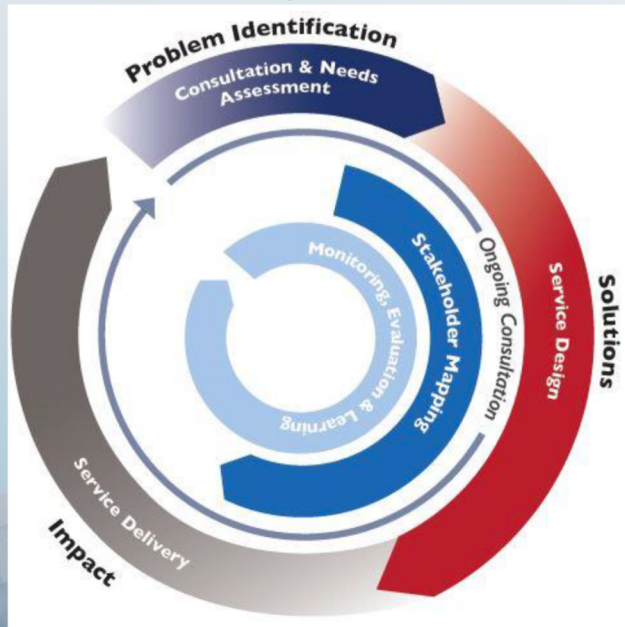 Problem Identification
Consultation & Needs
Assessment
Service Design
Solutions
Ongoing Consultation
Stakeholder Mapping
Monitoring, Evaluation & Learning
Service Delivery
Impact